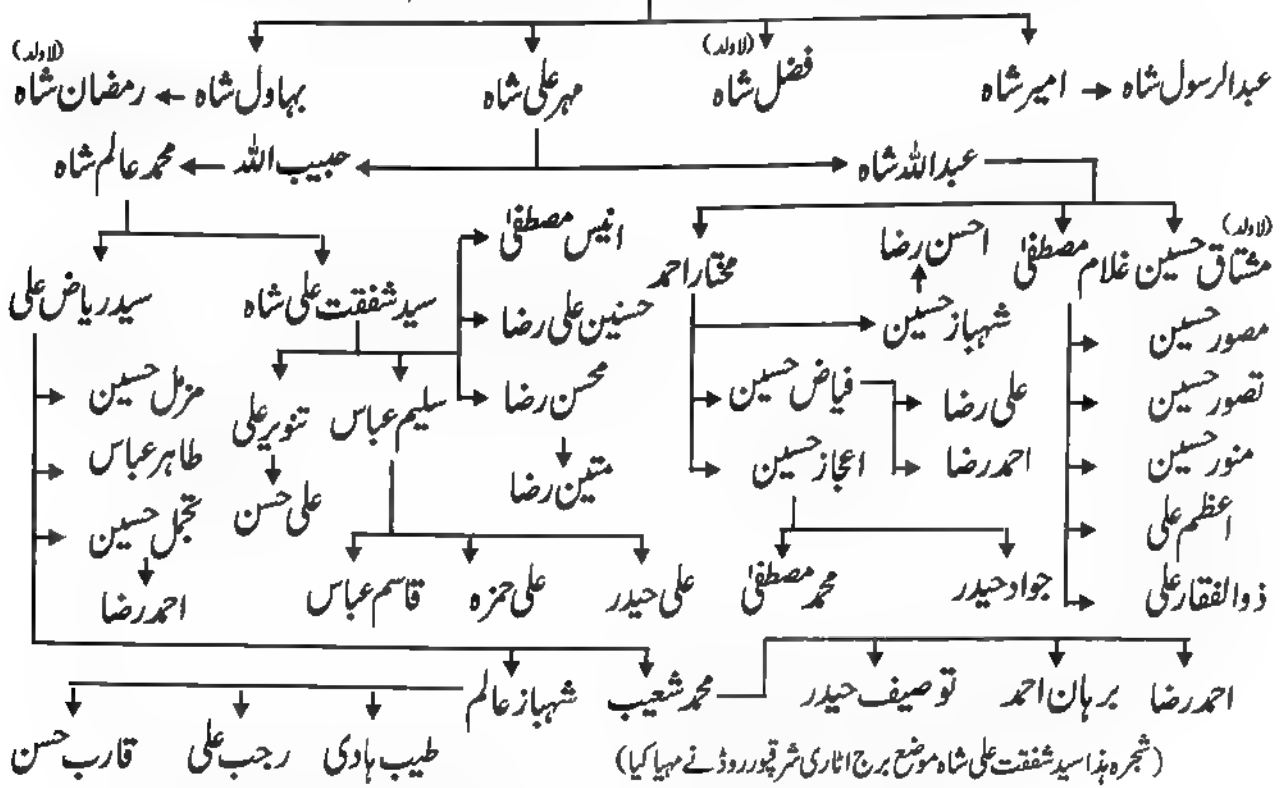 (لاولد)
(لاولد)
عبدالرسول شاہ امیر شاہ فضل شاہ مہر علی شاہ بہاول شاہ رمضان شاہ
عبداللہ شاہ حبیب اللہ محمد عالم شاہ
(لاولد)
مشتاق حسین غلام مصطفیٰ احسن رضا مختار احمد انیس مصطفیٰ سید شفقت علی شاہ سید ریاض علی
مصور حسین شہباز حسین حسنین علی رضا
تصور حسین علی رضا فیاض حسین محسن رضا سلیم عباس تنویر علی مزمل حسین
منور حسین احمد رضا اعجاز حسین متین رضا علی حسن طاہر عباس
اعظم علی تجمل حسین
ذوالفقار علی جواد حیدر محمد مصطفیٰ علی حیدر علی حمزہ قاسم عباس احمد رضا
احمد رضا برہان احمد توصیف حیدر محمد شعیب شہباز عالم
طیب ہادی رجب علی قارب حسن
(شجرہ ہذا سید شفقت علی شاہ موضع برج اٹاری شرقپور روڈ نے مہیا کیا)